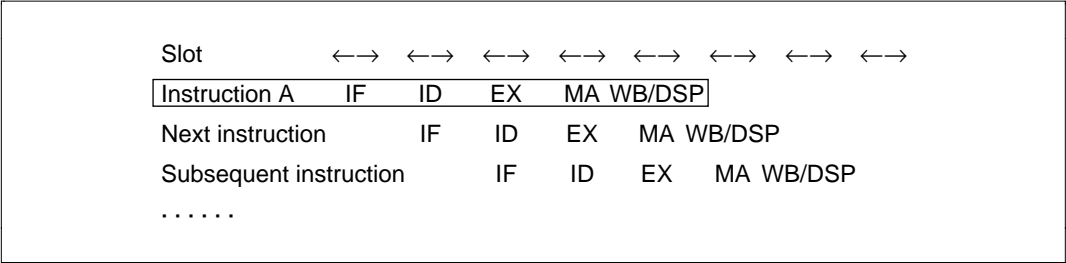 Slot ←→ ←→ ←→ ←→ ←→ ←→ ←→ ←→
Instruction A IF ID EX MA WB/DSP
Next instruction IF ID EX MA WB/DSP
Subsequent instruction IF ID EX MA WB/DSP
. . . . . .